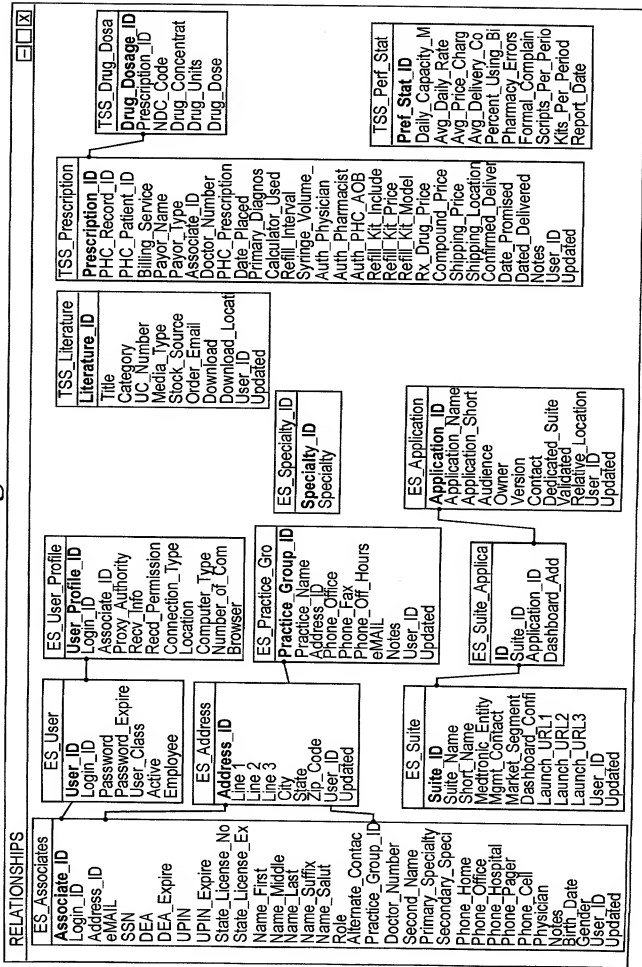 RELATIONSHIPS
ES_Associates
Associate_ID
Login_ID
Address_ID
eMAIL
SSN
DEA
DEA_Expire
UPIN
UPIN_Expire
State_License_No
State_License_Ex
Name_First
Name_Middle
Name_Last
Name_Suffix
Name_Salut
Role
Alternate_Contac
Practice_Group_ID
Doctor_Number
Second_Name
Primary_Specialty
Secondary_Speci
Phone_Home
Phone_Office
Phone_Hospital
Phone_Pager
Phone_Cell
Physician
Notes
Birth_Date
Gender
User_ID
Updated
ES_User
User_ID
Login_ID
Password
Password_Expire
User_Class
Active
Employee
ES_Address
Address_ID
Line 1
Line 2
Line 3
City
State
Zip_Code
User_ID
Updated
ES_Suite
Suite_ID
Suite_Name
Short_Name
Medtronic_Entity
Mgmt_Contact
Market_Segment
Dashboard_Confi
Launch_URL1
Launch_URL2
Launch_URL3
User_ID
Updated
ES_User_Profile
User_Profile_ID
Login_ID
Associate_ID
Proxy_Authority
Recv_Info
Recd_Permission
Connection_Type
Location
Computer_Type
Number_of_Com
Browser
ES_Practice_Gro
Practice_Group_ID
Practice_Name
Address_ID
Phone_Office
Phone_Fax
Phone_Off_Hours
eMAIL
Notes
User_ID
Updated
ES_Suite_Applica
ID
Suite_ID
Application_ID
Dashboard_Add
TSS_Literature
Literature_ID
Title
Category
UC_Number
Media_Type
Stock_Source
Order_Email
Download
Download_Locati
User_ID
Updated
ES_Specialty_ID
Specialty_ID
Specialty
ES_Application
Application_ID
Application_Name
Application_Short
Audience
Owner
Version
Contact
Dedicated_Suite
Validated
Relative_Location
User_ID
Updated
TSS_Prescription
Prescription_ID
PHC_Record_ID
PHC_Patient_ID
Billing_Service
Payor_Name
Payor_Type
Associate_ID
Doctor_Number
PHC_Prescription
Date_Placed
Primary_Diagnos
Calculator_Used
Refill_Interval
Syringe_Volume_
Auth_Physician
Auth_Pharmacist
Auth_PHC_AOB
Refill_Kit_Include
Refill_Kit_Price
Refill_Kit_Model
Rx_Drug_Price
Compound_Price
Shipping_Price
Shipping_Location
Confirmed_Deliver
Date_Promised
Dated_Delivered
Notes
User_ID
Updated
TSS_Drug_Dosa
Drug_Dosage_ID
Prescription_ID
NDC_Code
Drug_Concentrat
Drug_Units
Drug_Dose
TSS_Perf_Stat
Pref_Stat_ID
Daily_Capacity_M
Avg_Daily_Rate
Avg_Price_Charg
Avg_Delivery_Co
Percent_Using_Bi
Pharmacy_Errors
Formal_Complain
Scripts_Per_Perio
Kits_Per_Period
Report_Date